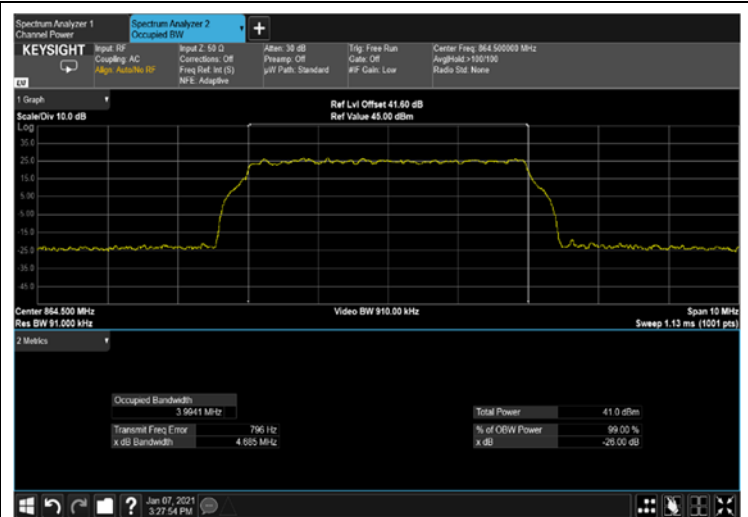 Spectrum Analyzer 1
Channel Power
Spectrum Analyzer 2
Occupied BW
+
KEYSIGHT
Input: RF
Coupling: AC
Align: Auto/No RF
Input Z: 50 Ω
Corrections: Off
Freq Ref: Int (S)
NFE: Adaptive
Atten: 30 dB
Preamp: Off
µW Path: Standard
Trig: Free Run
Gate: Off
#IF Gain: Low
Center Freq: 864.500000 MHz
Avg|Hold:>100/100
Radio Std: None
1 Graph
Scale/Div 10.0 dB
Ref Lvl Offset 41.60 dB
Ref Value 45.00 dBm
Log
35.0
25.0
15.0
5.00
-5.00
-15.0
-25.0
-35.0
-45.0
Center 864.500 MHz
Res BW 91.000 kHz
Video BW 910.00 kHz
Span 10 MHz
Sweep 1.13 ms (1001 pts)
2 Metrics
Occupied Bandwidth
3.9941 MHz
Transmit Freq Error 796 Hz
x dB Bandwidth 4.685 MHz
Total Power 41.0 dBm
% of OBW Power 99.00 %
x dB -26.00 dB
?
Jan 07, 2021
3:27:54 PM